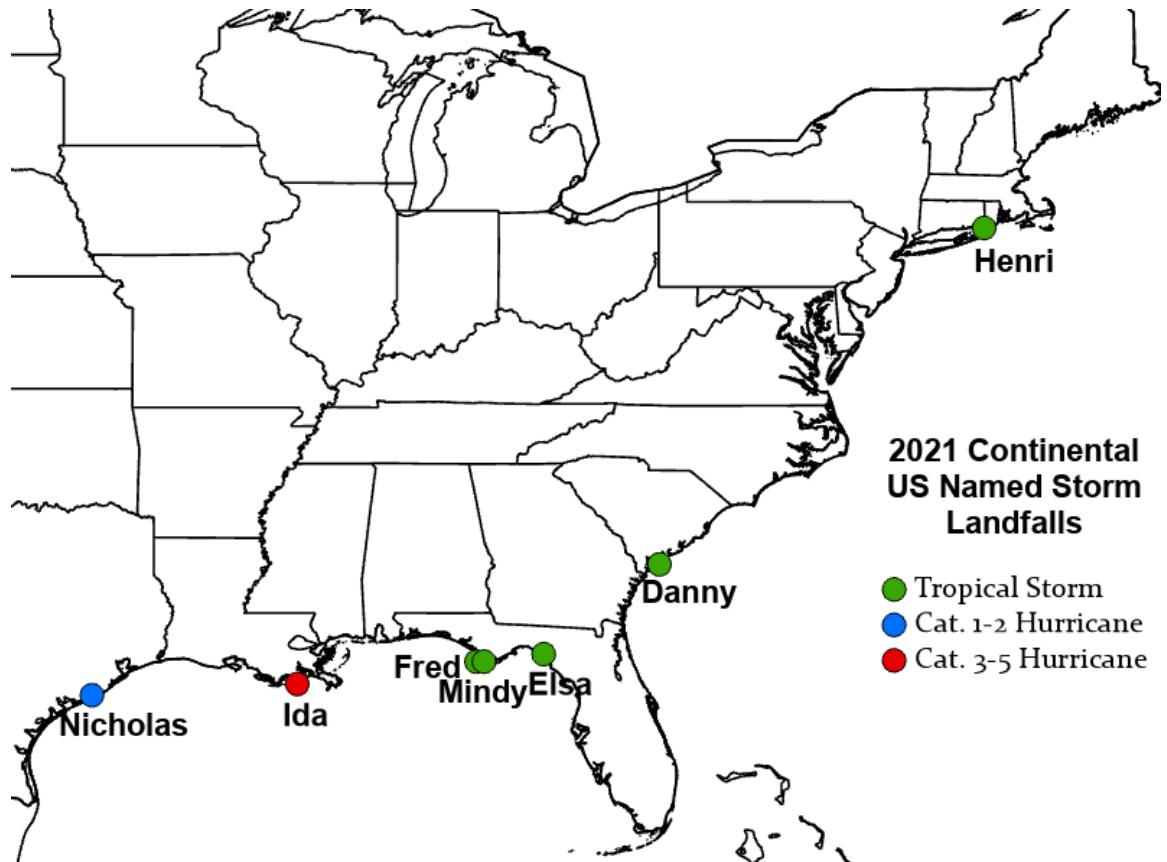 Henri
2021 Continental
US Named Storm
Landfalls
Tropical Storm
Cat. 1-2 Hurricane
Cat. 3-5 Hurricane
Danny
Fred
Mindy
Elsa
Ida
Nicholas